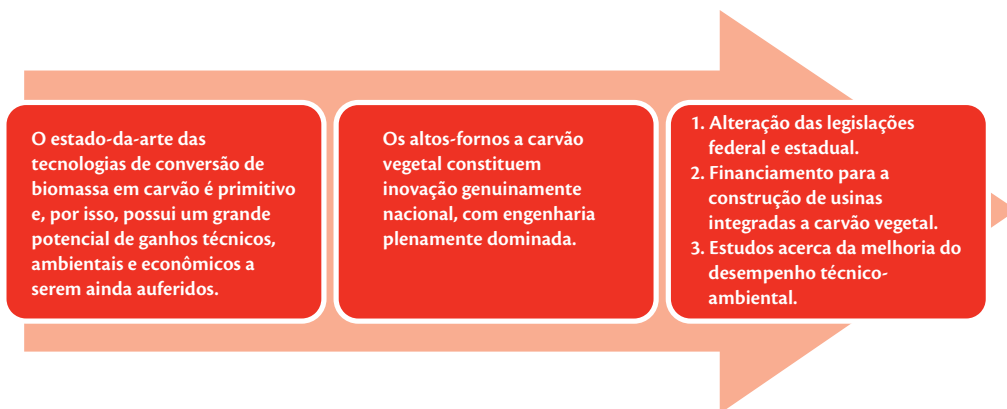 O estado-da-arte das
tecnologias de conversão de
biomassa em carvão é primitivo
e, por isso, possui um grande
potencial de ganhos técnicos,
ambientais e econômicos a
serem ainda auferidos.
Os altos-fornos a carvão
vegetal constituem
inovação genuinamente
nacional, com engenharia
plenamente dominada.
1. Alteração das legislações
federal e estadual.
2. Financiamento para a
construção de usinas
integradas a carvão vegetal.
3. Estudos acerca da melhoria do
desempenho técnico-
ambiental.